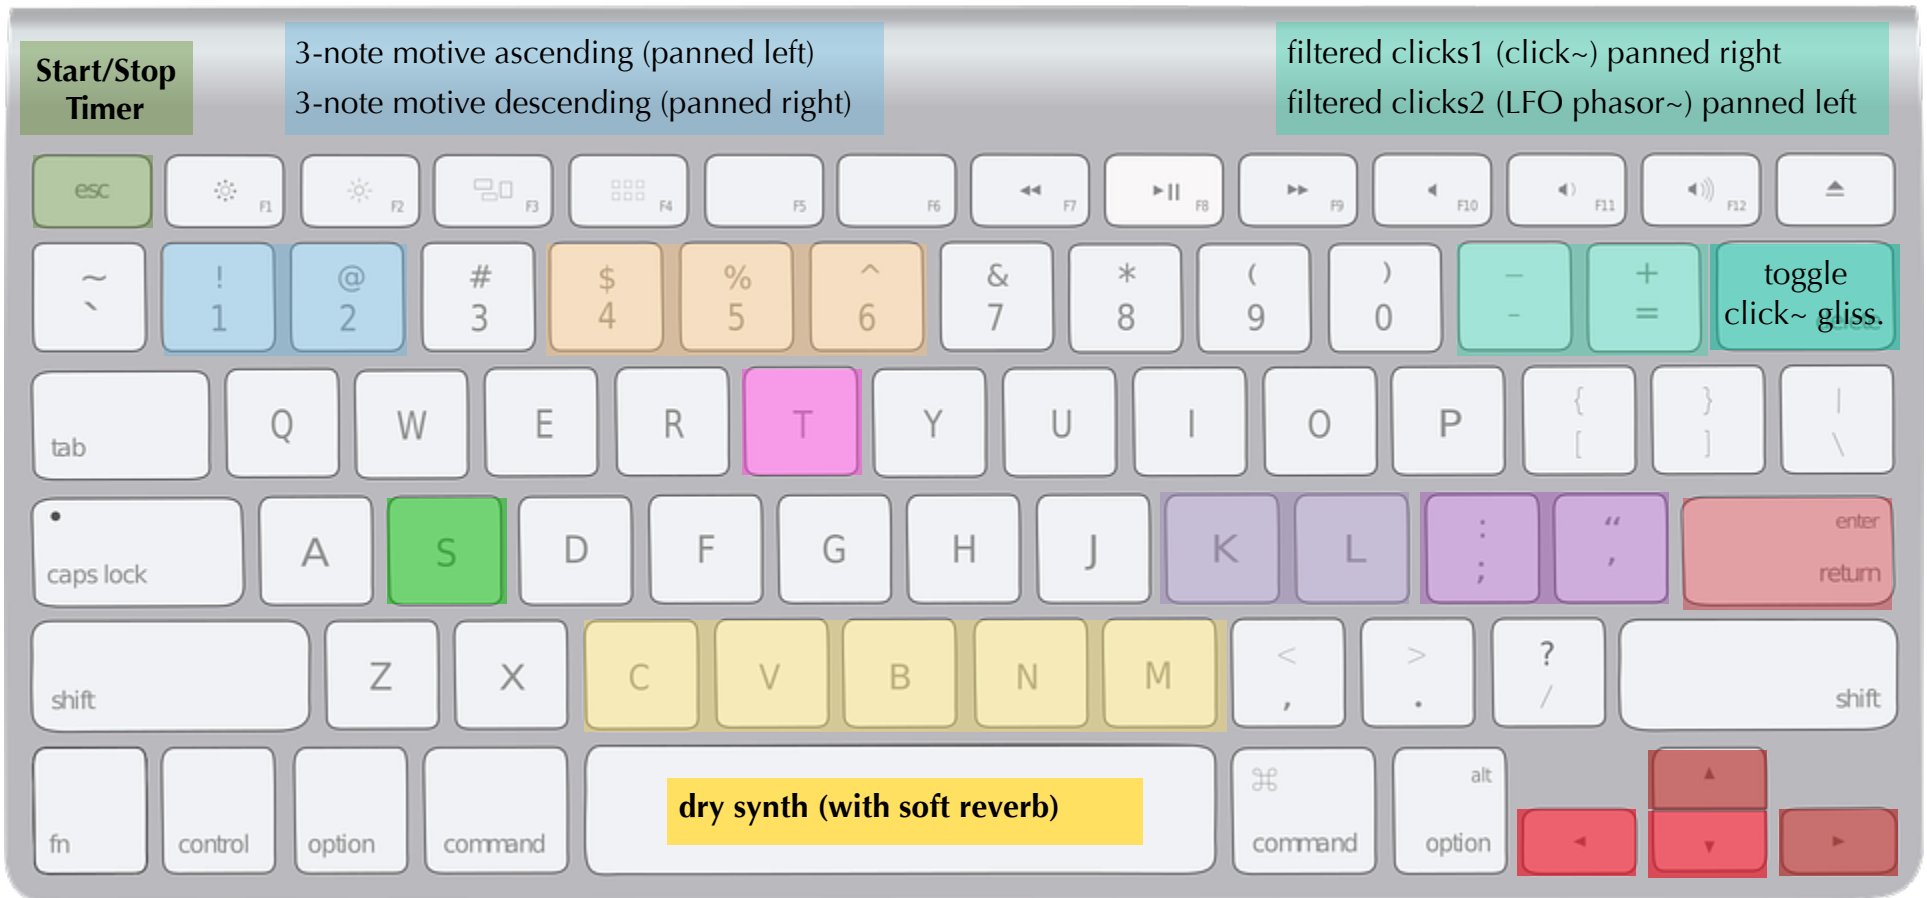 Start/Stop
Timer
3-note motive ascending (panned left)
3-note motive descending (panned right)
filtered clicks1 (click~) panned right
filtered clicks2 (LFO phasor~) panned left
esc F1 F2 F3 F4 F5 F6 F7 F8 F9 F10 F11 F12
~ ! @ # $ % ^ & * ( ) – +
` 1 2 3 4 5 6 7 8 9 0 - =
toggle
click~ gliss.
delete
Q W E R T Y U I O P { } |
tab [ ] \
A S D F G H J K L : “ enter
caps lock ; ' return
Z X C V B N M < > ?
shift , . / shift
dry synth (with soft reverb)
⌘ alt
fn control option command command option